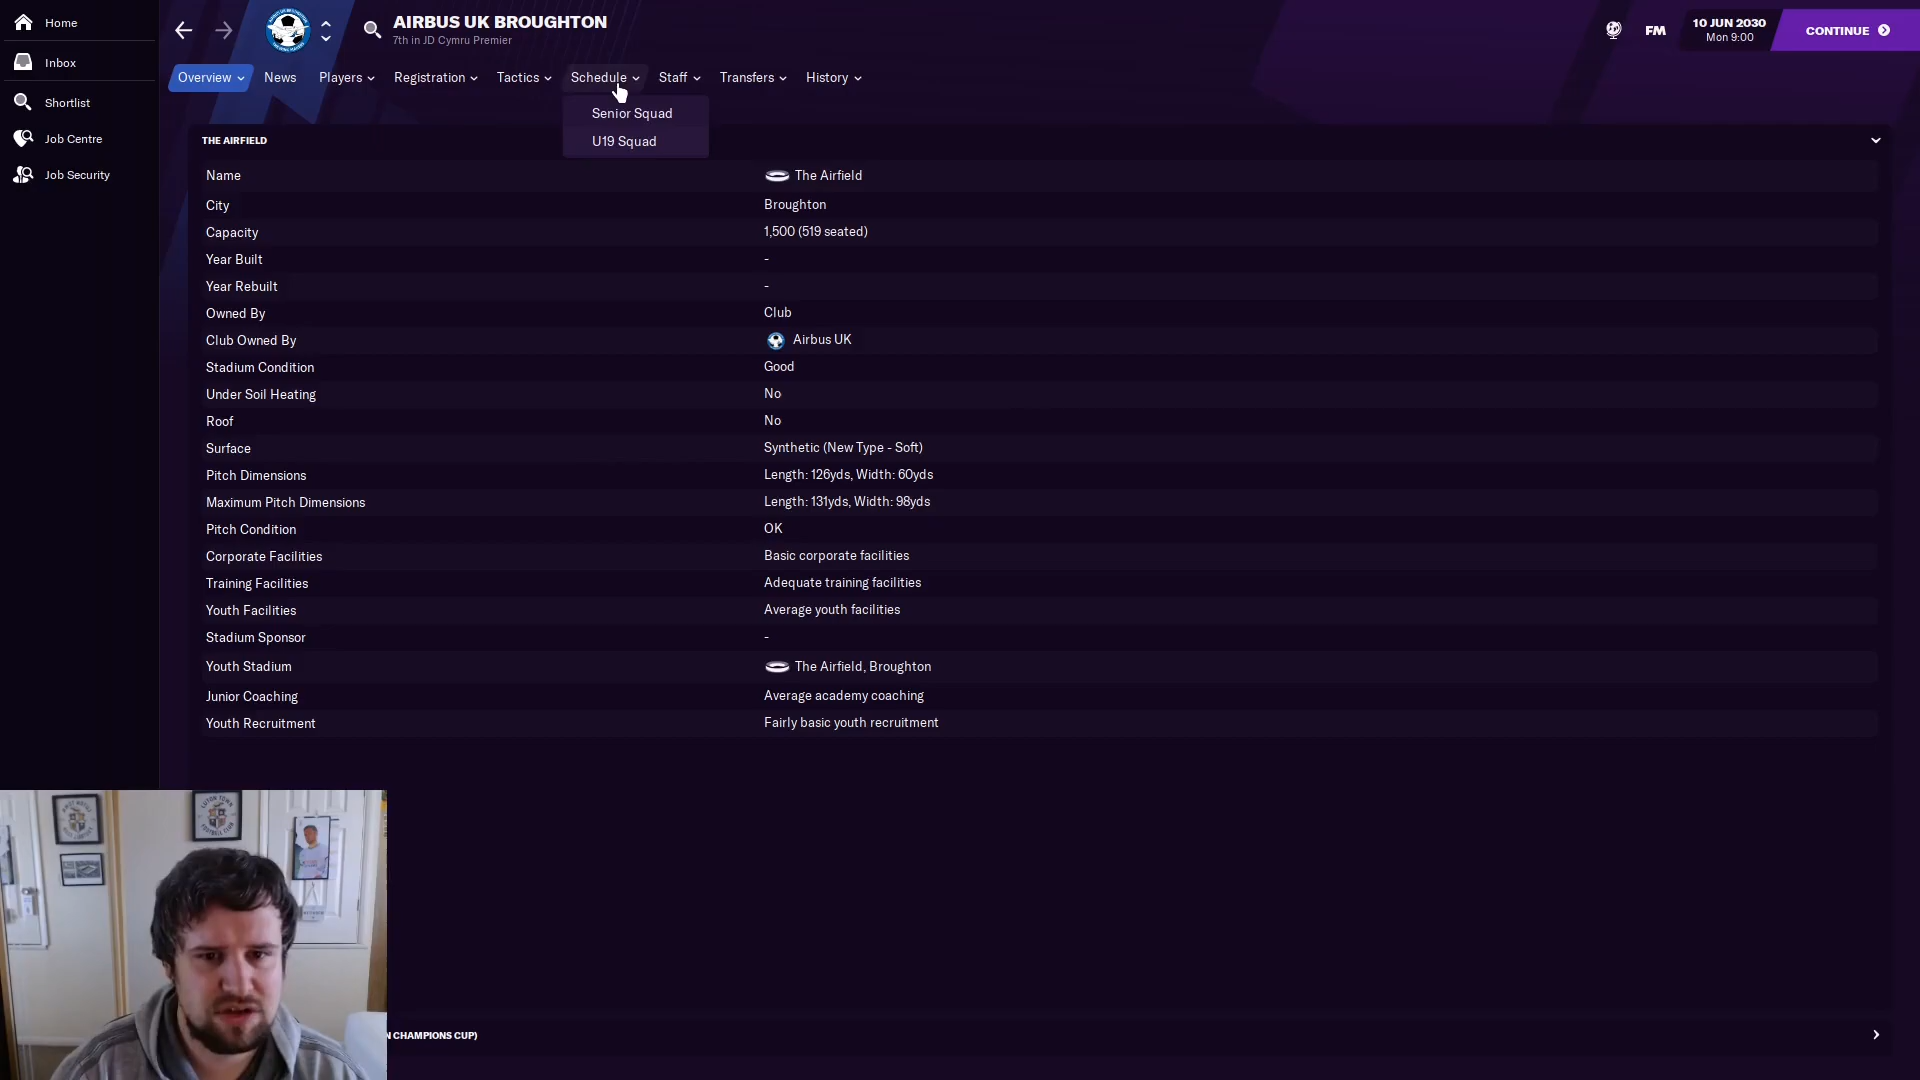 Home
Inbox
Shortlist
Job Centre
Job Security
AIRBUS UK BROUGHTON
7th in JD Cymru Premier
FM
10 JUN 2030
Mon 9:00
CONTINUE
Overview News Players Registration Tactics Schedule Staff Transfers History
Senior Squad
U19 Squad
THE AIRFIELD
Name The Airfield
City Broughton
Capacity 1,500 (519 seated)
Year Built -
Year Rebuilt -
Owned By Club
Club Owned By Airbus UK
Stadium Condition Good
Under Soil Heating No
Roof No
Surface Synthetic (New Type - Soft)
Pitch Dimensions Length: 126yds, Width: 60yds
Maximum Pitch Dimensions Length: 131yds, Width: 98yds
Pitch Condition OK
Corporate Facilities Basic corporate facilities
Training Facilities Adequate training facilities
Youth Facilities Average youth facilities
Stadium Sponsor -
Youth Stadium The Airfield, Broughton
Junior Coaching Average academy coaching
Youth Recruitment Fairly basic youth recruitment
N CHAMPIONS CUP)
LUTON TOWN
FOOTBALL CLUB